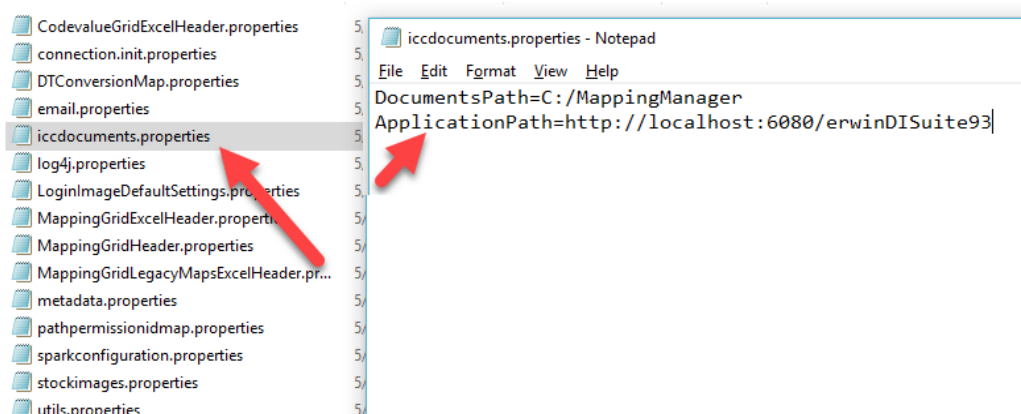 CodevalueGridExcelHeader.properties
connection.init.properties
DTConversionMap.properties
email.properties
iccdocuments.properties
log4j.properties
LoginImageDefaultSettings.properties
MappingGridExcelHeader.properti
MappingGridHeader.properties
MappingGridLegacyMapsExcelHeader.pr...
metadata.properties
pathpermissionidmap.properties
sparkconfiguration.properties
stockimages.properties
utils.properties
iccdocuments.properties - Notepad
File Edit Format View Help
DocumentsPath=C:/MappingManager
ApplicationPath=http://localhost:6080/erwinDISuite93